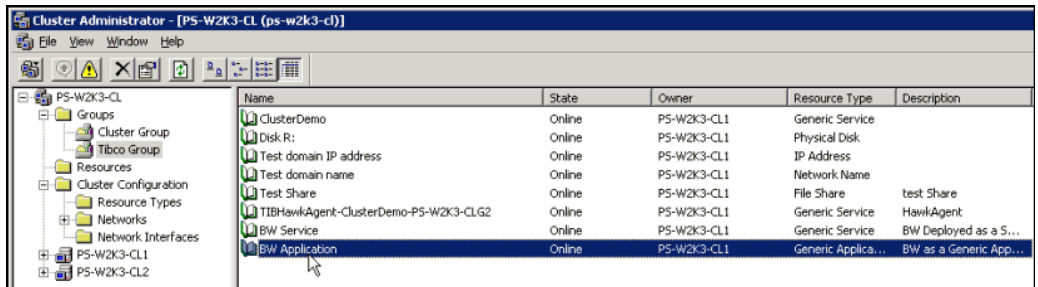 Cluster Administrator - [PS-W2K3-CL (ps-w2k3-cl)]
File View Window Help
PS-W2K3-CL
Groups
Cluster Group
Tibco Group
Resources
Cluster Configuration
Resource Types
Networks
Network Interfaces
PS-W2K3-CL1
PS-W2K3-CL2
Name State Owner Resource Type Description
ClusterDemo Online PS-W2K3-CL1 Generic Service
Disk R: Online PS-W2K3-CL1 Physical Disk
Test domain IP address Online PS-W2K3-CL1 IP Address
Test domain name Online PS-W2K3-CL1 Network Name
Test Share Online PS-W2K3-CL1 File Share test Share
TIBHawkAgent-ClusterDemo-PS-W2K3-CLG2 Online PS-W2K3-CL1 Generic Service HawkAgent
BW Service Online PS-W2K3-CL1 Generic Service BW Deployed as a S...
BW Application Online PS-W2K3-CL1 Generic Applica... BW as a Generic App...